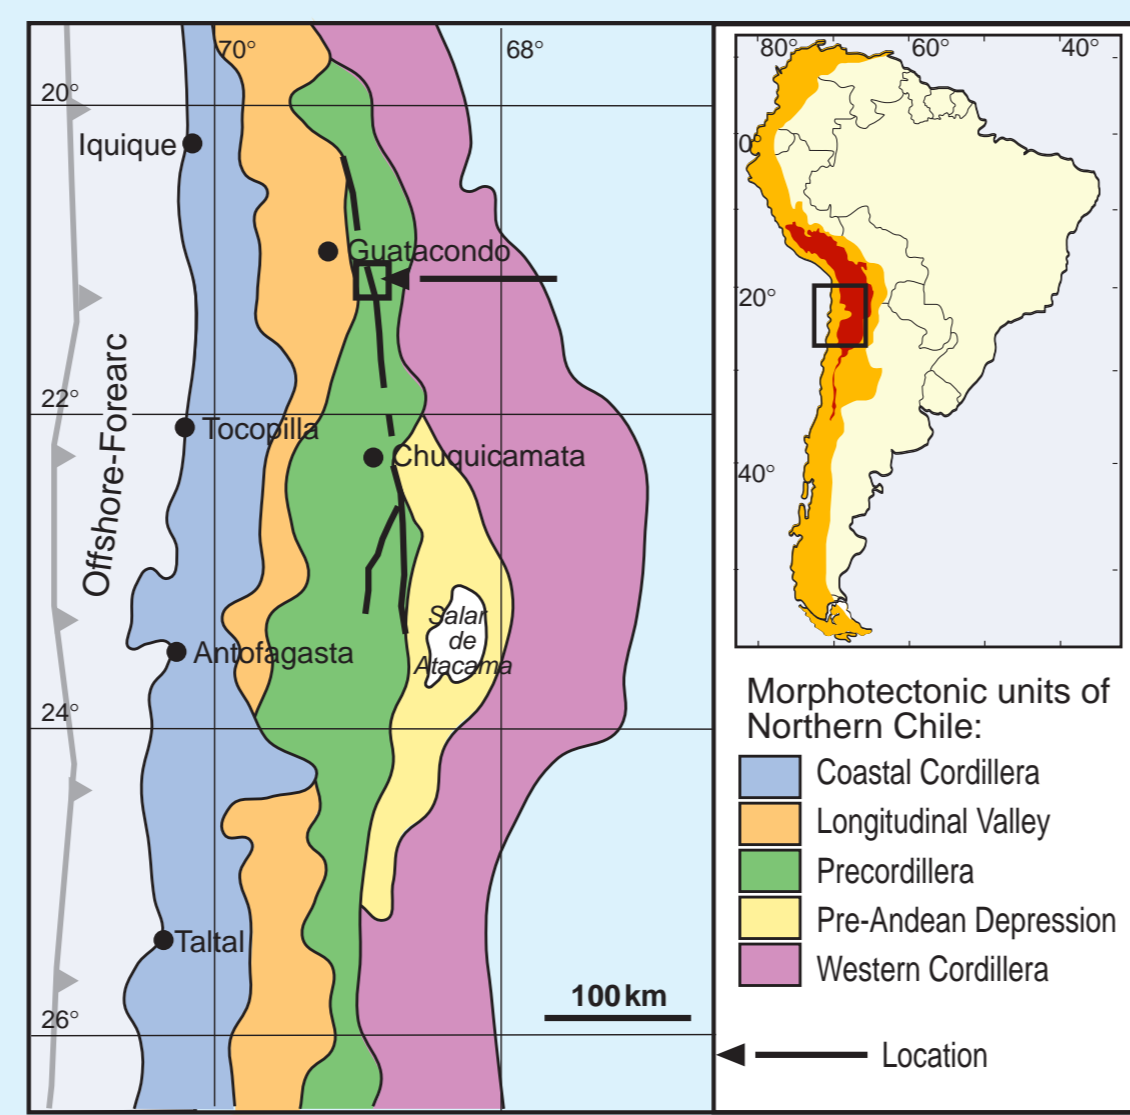 70°
68°
20°
Iquique
Guatacondo
22°
Offshore-Forearc
Tocopilla
Chuquicamata
Salar
de
Atacama
Antofagasta
24°
Taltal
100 km
26°
80°
60°
40°
0°
20°
40°
Morphotectonic units of
Northern Chile:
Coastal Cordillera
Longitudinal Valley
Precordillera
Pre-Andean Depression
Western Cordillera
Location